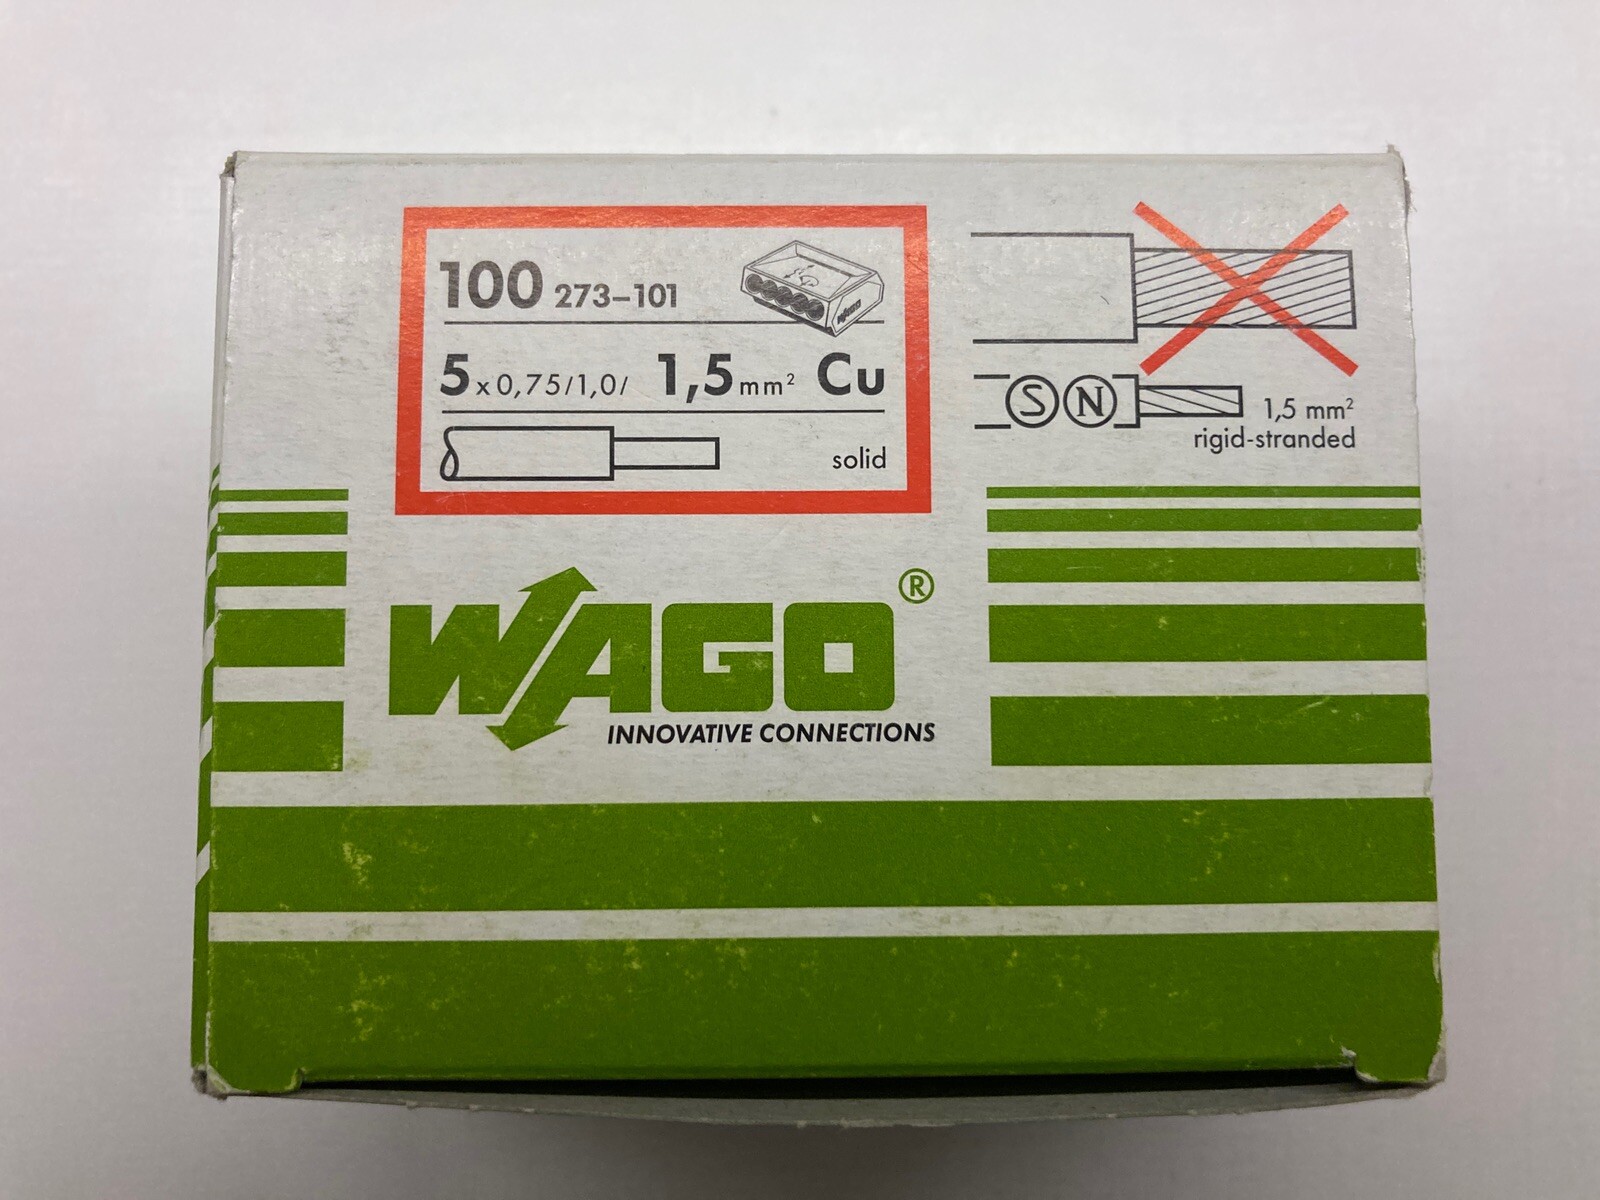 100 273-101
WAGO
5 x 0,75/1,0/ 1,5 mm² Cu
solid
S N
1,5 mm²
rigid-stranded
WAGO®
INNOVATIVE CONNECTIONS